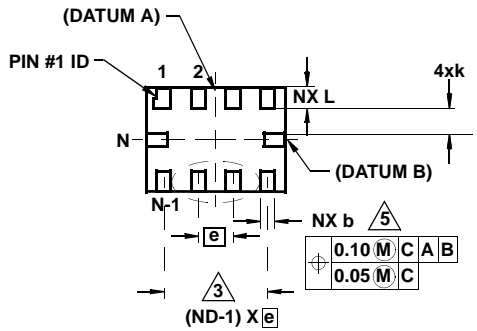 (DATUM A)
PIN #1 ID
1 2
4xk
NX L
N
(DATUM B)
N-1
NX b 5
e
0.10 M C A B
0.05 M C
3
(ND-1) X e